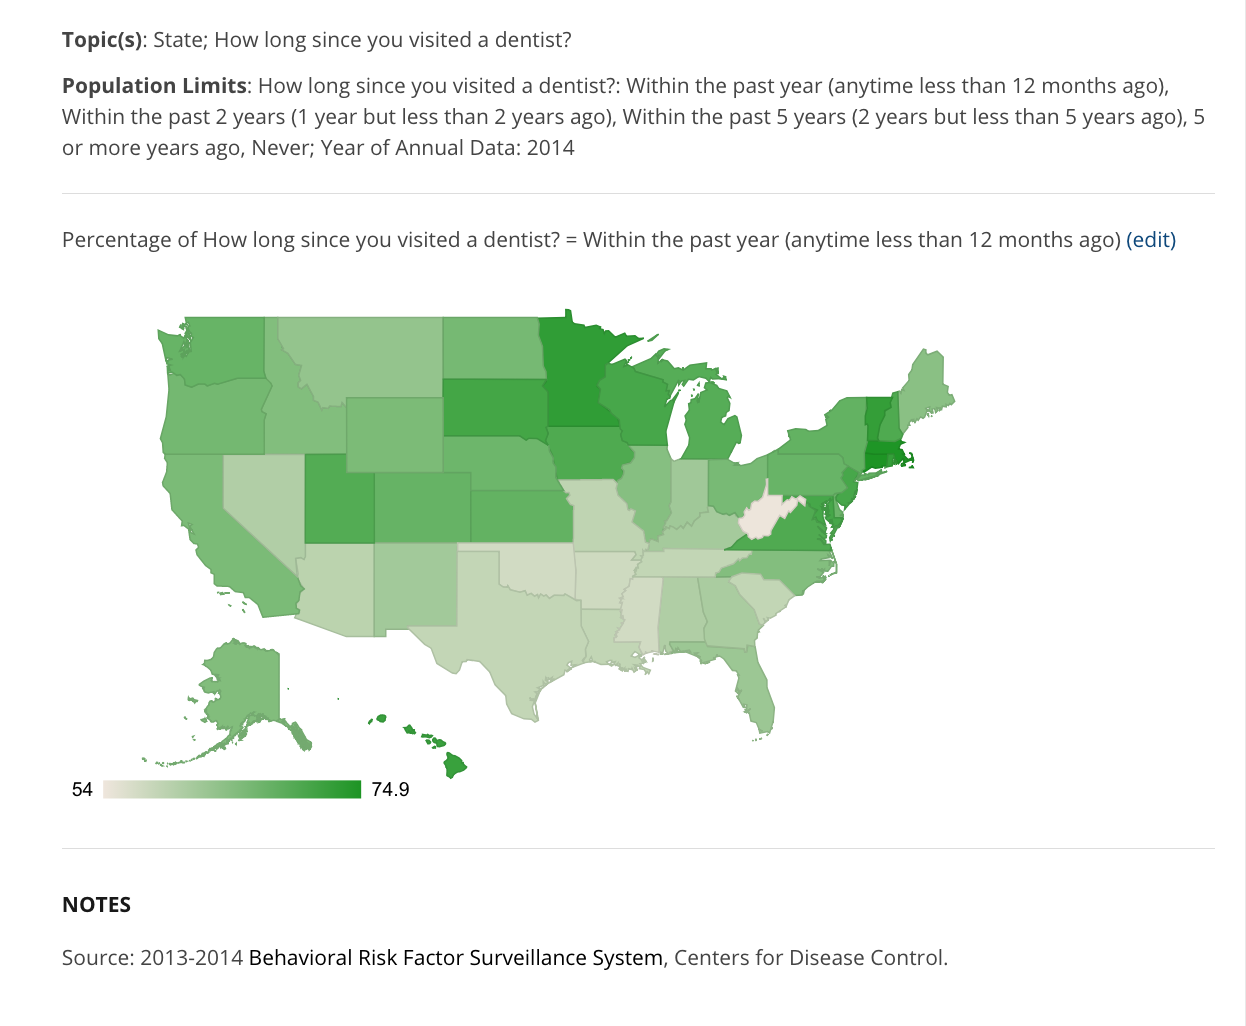 Topic(s): State; How long since you visited a dentist?
Population Limits: How long since you visited a dentist?: Within the past year (anytime less than 12 months ago),
Within the past 2 years (1 year but less than 2 years ago), Within the past 5 years (2 years but less than 5 years ago), 5
or more years ago, Never; Year of Annual Data: 2014
Percentage of How long since you visited a dentist? = Within the past year (anytime less than 12 months ago) (edit)
54 74.9
NOTES
Source: 2013-2014 Behavioral Risk Factor Surveillance System, Centers for Disease Control.